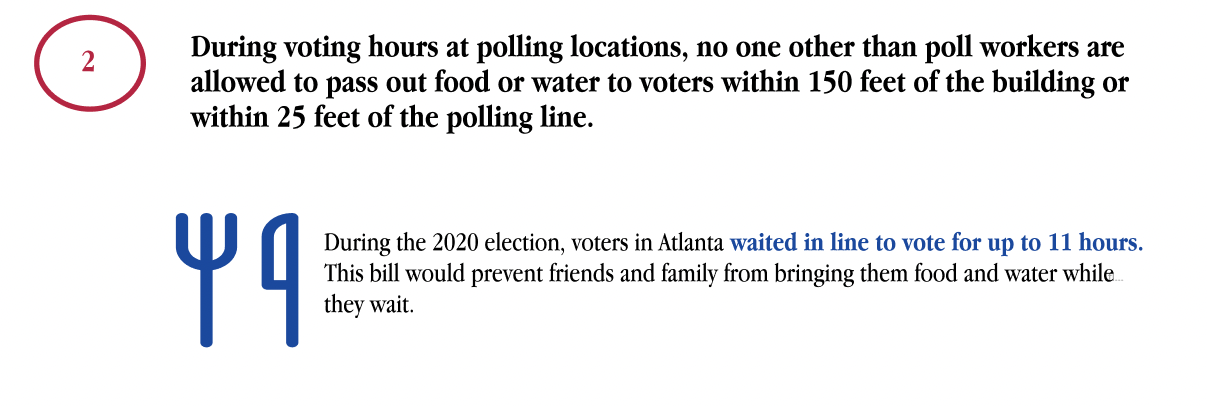 2
During voting hours at polling locations, no one other than poll workers are
allowed to pass out food or water to voters within 150 feet of the building or
within 25 feet of the polling line.
During the 2020 election, voters in Atlanta waited in line to vote for up to 11 hours.
This bill would prevent friends and family from bringing them food and water while
they wait.